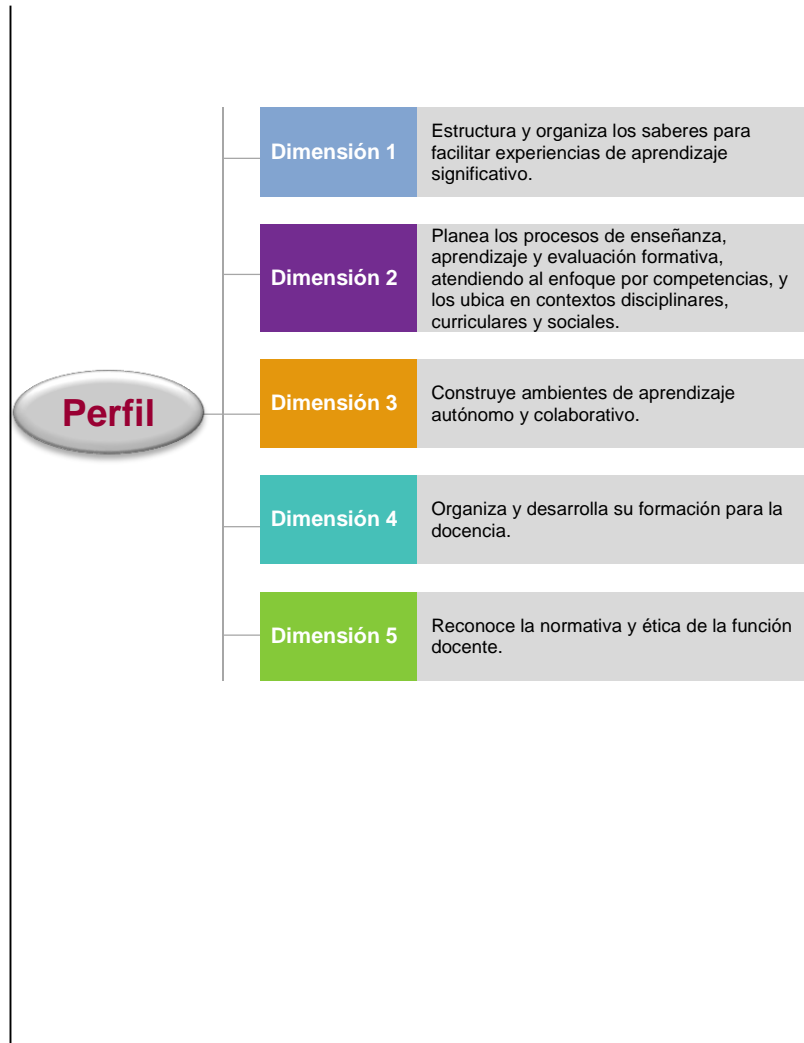 Perfil
Dimensión 1
Estructura y organiza los saberes para
facilitar experiencias de aprendizaje
significativo.
Dimensión 2
Planea los procesos de enseñanza,
aprendizaje y evaluación formativa,
atendiendo al enfoque por competencias, y
los ubica en contextos disciplinares,
curriculares y sociales.
Dimensión 3
Construye ambientes de aprendizaje
autónomo y colaborativo.
Dimensión 4
Organiza y desarrolla su formación para la
docencia.
Dimensión 5
Reconoce la normativa y ética de la función
docente.